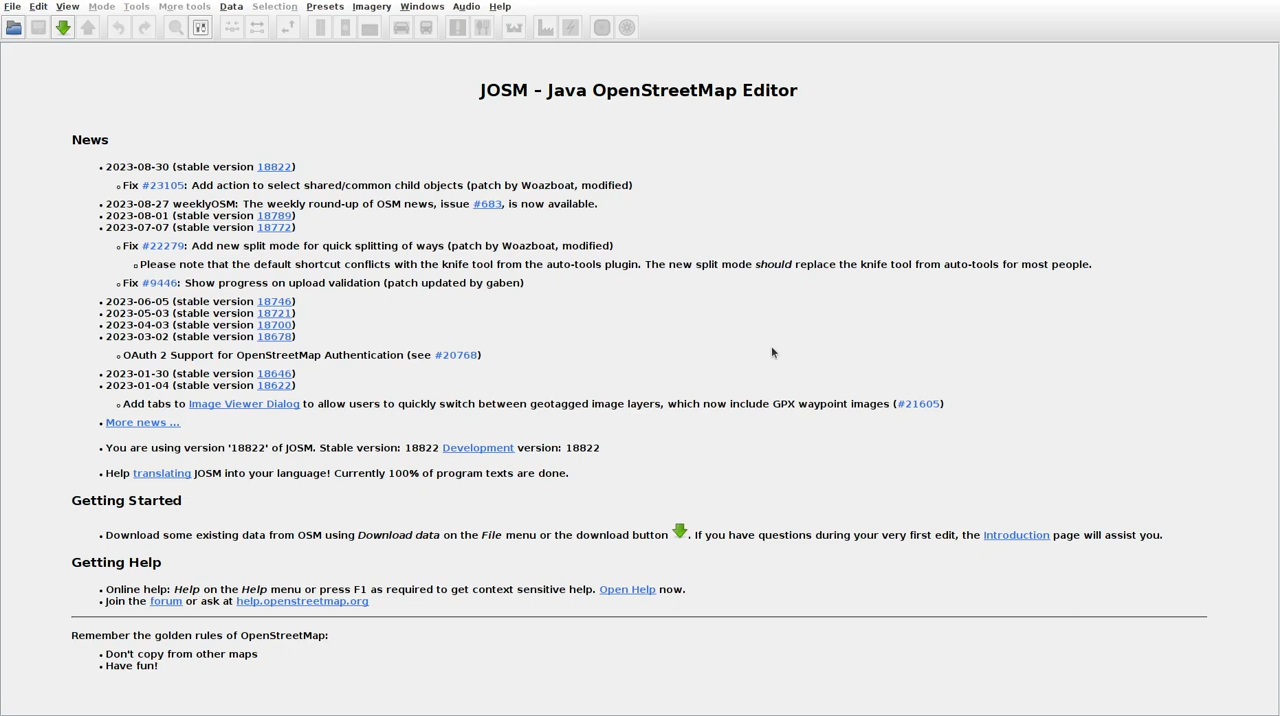 File Edit View Mode Tools More tools Data Selection Presets Imagery Windows Audio Help
JOSM – Java OpenStreetMap Editor
News
2023-08-30 (stable version 18822)
Fix #23105: Add action to select shared/common child objects (patch by Woazboat, modified)
2023-08-27 weeklyOSM: The weekly round-up of OSM news, issue #683, is now available.
2023-08-01 (stable version 18789)
2023-07-07 (stable version 18772)
Fix #22279: Add new split mode for quick splitting of ways (patch by Woazboat, modified)
Please note that the default shortcut conflicts with the knife tool from the auto-tools plugin. The new split mode should replace the knife tool from auto-tools for most people.
Fix #9446: Show progress on upload validation (patch updated by gaben)
2023-06-05 (stable version 18746)
2023-05-03 (stable version 18721)
2023-04-03 (stable version 18700)
2023-03-02 (stable version 18678)
OAuth 2 Support for OpenStreetMap Authentication (see #20768)
2023-01-30 (stable version 18646)
2023-01-04 (stable version 18622)
Add tabs to Image Viewer Dialog to allow users to quickly switch between geotagged image layers, which now include GPX waypoint images (#21605)
More news ...
You are using version '18822' of JOSM. Stable version: 18822 Development version: 18822
Help translating JOSM into your language! Currently 100% of program texts are done.
Getting Started
Download some existing data from OSM using Download data on the File menu or the download button . If you have questions during your very first edit, the Introduction page will assist you.
Getting Help
Online help: Help on the Help menu or press F1 as required to get context sensitive help. Open Help now.
Join the forum or ask at help.openstreetmap.org
Remember the golden rules of OpenStreetMap:
Don't copy from other maps
Have fun!